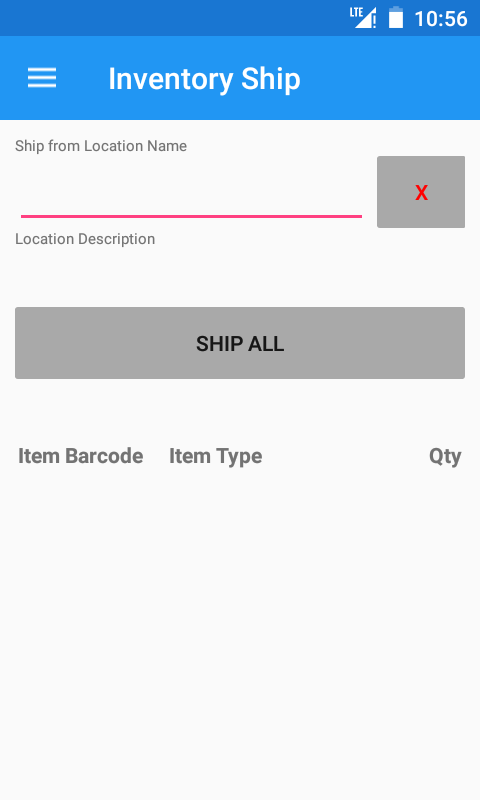 LTE 10:56
Inventory Ship
Ship from Location Name
X
Location Description
SHIP ALL
Item Barcode Item Type Qty